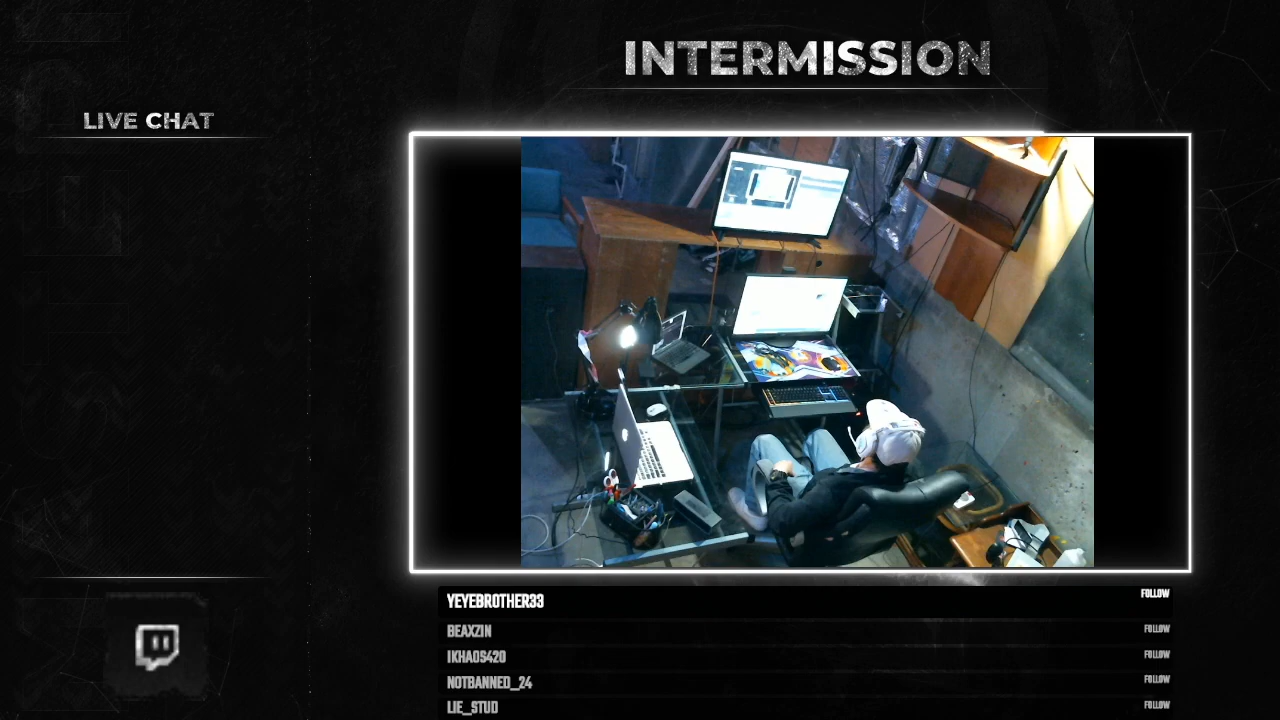 INTERMISSION
LIVE CHAT
YEYEBROTHER33 FOLLOW
BEAXZIN FOLLOW
IKHAOS420 FOLLOW
NOTBANNED_24 FOLLOW
LIE_STUD FOLLOW